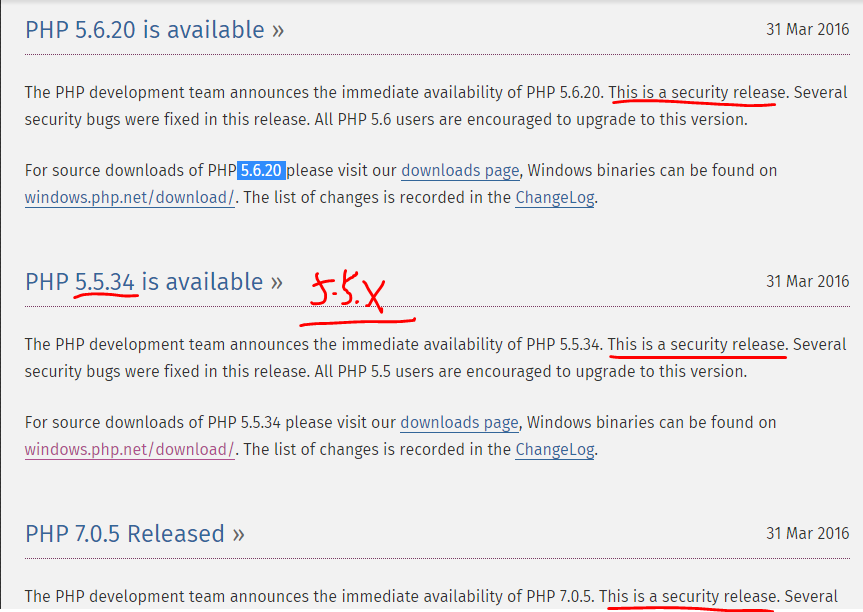 PHP 5.6.20 is available »
31 Mar 2016
The PHP development team announces the immediate availability of PHP 5.6.20. This is a security release. Several
security bugs were fixed in this release. All PHP 5.6 users are encouraged to upgrade to this version.
For source downloads of PHP 5.6.20 please visit our downloads page, Windows binaries can be found on
windows.php.net/download/. The list of changes is recorded in the ChangeLog.
PHP 5.5.34 is available »
5.5.X
31 Mar 2016
The PHP development team announces the immediate availability of PHP 5.5.34. This is a security release. Several
security bugs were fixed in this release. All PHP 5.5 users are encouraged to upgrade to this version.
For source downloads of PHP 5.5.34 please visit our downloads page, Windows binaries can be found on
windows.php.net/download/. The list of changes is recorded in the ChangeLog.
PHP 7.0.5 Released »
31 Mar 2016
The PHP development team announces the immediate availability of PHP 7.0.5. This is a security release. Several